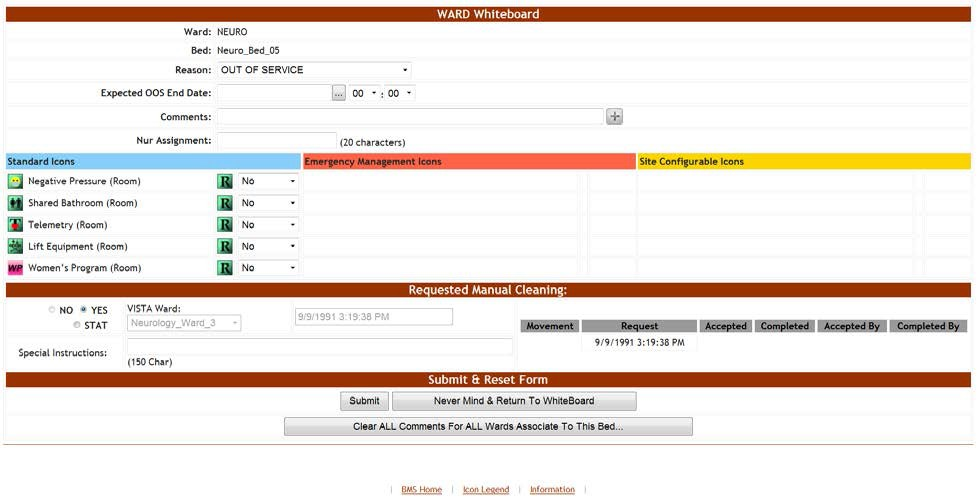 WARD Whiteboard
Ward: NEURO
Bed: Neuro_Bed_05
Reason: OUT OF SERVICE
Expected OOS End Date: ... 00 : 00
Comments:
Nur Assignment: (20 characters)
Standard Icons Emergency Management Icons Site Configurable Icons
Negative Pressure (Room) R No
Shared Bathroom (Room) R No
Telemetry (Room) R No
Lift Equipment (Room) R No
WP Women's Program (Room) R No
Requested Manual Cleaning:
NO YES VISTA Ward:
STAT Neurology_Ward_3 9/9/1991 3:19:38 PM
Movement Request Accepted Completed Accepted By Completed By
9/9/1991 3:19:38 PM
Special Instructions:
(150 Char)
Submit & Reset Form
Submit Never Mind & Return To WhiteBoard
Clear ALL Comments For ALL Wards Associate To This Bed...
| BMS Home | Icon Legend | Information |